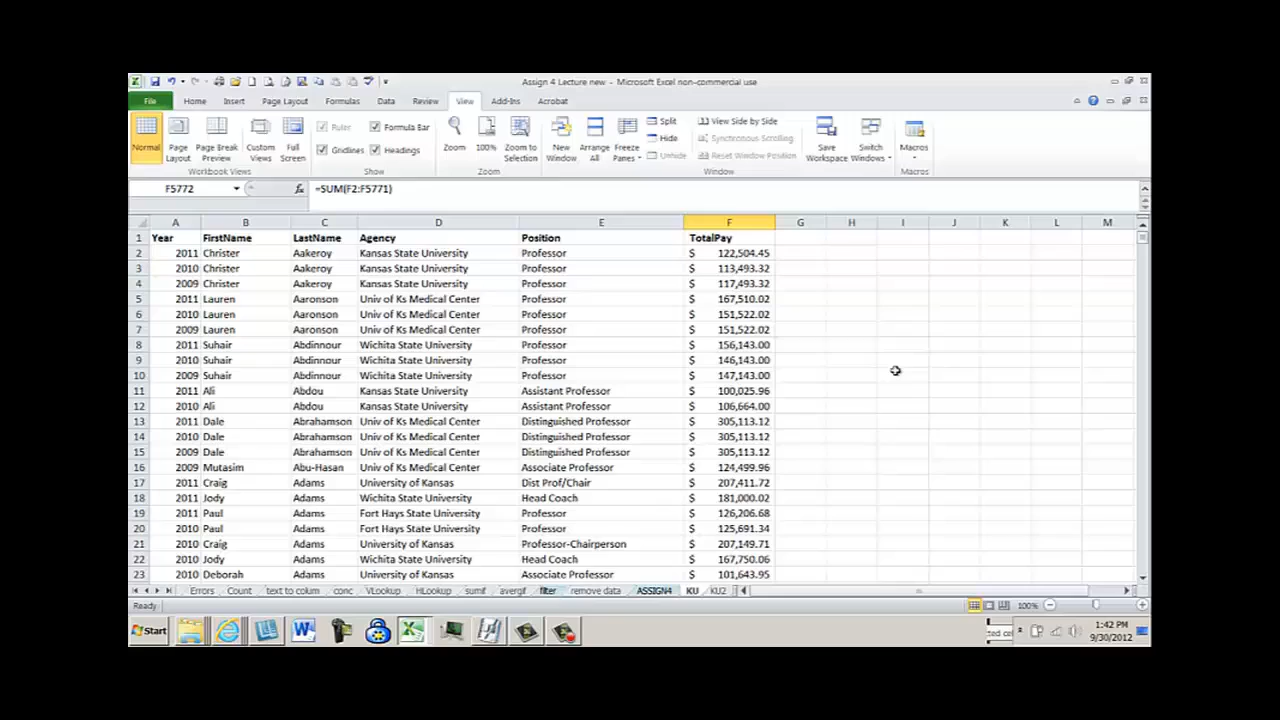 Assign 4 Lecture new - Microsoft Excel non-commercial use
File Home Insert Page Layout Formulas Data Review View Add-Ins Acrobat
Normal Page Layout Page Break Preview Custom Views Full Screen
Ruler Formula Bar
Gridlines Headings
Zoom 100% Zoom to Selection
New Window Arrange All Freeze Panes
Split
Hide
Unhide
View Side by Side
Synchronous Scrolling
Reset Window Position
Save Workspace Switch Windows Macros
Workbook Views Show Zoom Window Macros
F5772 fx =SUM(F2:F5771)
A B C D E F G H I J K L M
1 Year FirstName LastName Agency Position TotalPay
2 2011 Christer Aakeroy Kansas State University Professor $ 122,504.45
3 2010 Christer Aakeroy Kansas State University Professor $ 113,493.32
4 2009 Christer Aakeroy Kansas State University Professor $ 117,493.32
5 2011 Lauren Aaronson Univ of Ks Medical Center Professor $ 167,510.02
6 2010 Lauren Aaronson Univ of Ks Medical Center Professor $ 151,522.02
7 2009 Lauren Aaronson Univ of Ks Medical Center Professor $ 151,522.02
8 2011 Suhair Abdinnour Wichita State University Professor $ 156,143.00
9 2010 Suhair Abdinnour Wichita State University Professor $ 146,143.00
10 2009 Suhair Abdinnour Wichita State University Professor $ 147,143.00
11 2011 Ali Abdou Kansas State University Assistant Professor $ 100,025.96
12 2010 Ali Abdou Kansas State University Assistant Professor $ 106,664.00
13 2011 Dale Abrahamson Univ of Ks Medical Center Distinguished Professor $ 305,113.12
14 2010 Dale Abrahamson Univ of Ks Medical Center Distinguished Professor $ 305,113.12
15 2009 Dale Abrahamson Univ of Ks Medical Center Distinguished Professor $ 305,113.12
16 2009 Mutasim Abu-Hasan Univ of Ks Medical Center Associate Professor $ 124,499.96
17 2011 Craig Adams University of Kansas Dist Prof/Chair $ 207,411.72
18 2011 Jody Adams Wichita State University Head Coach $ 181,000.02
19 2011 Paul Adams Fort Hays State University Professor $ 126,206.68
20 2010 Paul Adams Fort Hays State University Professor $ 125,691.34
21 2010 Craig Adams University of Kansas Professor-Chairperson $ 207,149.71
22 2010 Jody Adams Wichita State University Head Coach $ 167,750.06
23 2010 Deborah Adams University of Kansas Associate Professor $ 101,643.95
Errors Count text to colum conc VLookup HLookup sumif avergif filter remove data ASSIGN4 KU KU2
Ready 100%
Start 1:42 PM
9/30/2012